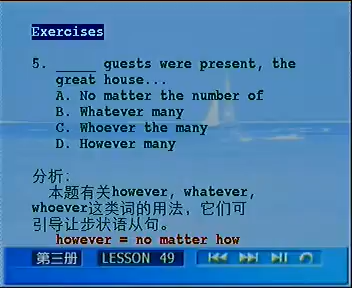 Exercises
5. _____ guests were present, the
great house...
A. No matter the number of
B. Whatever many
C. Whoever the many
D. However many
分析:
本题有关however, whatever,
whoever这类词的用法，它们可
引导让步状语从句。
however = no matter how
第三册 LESSON 49